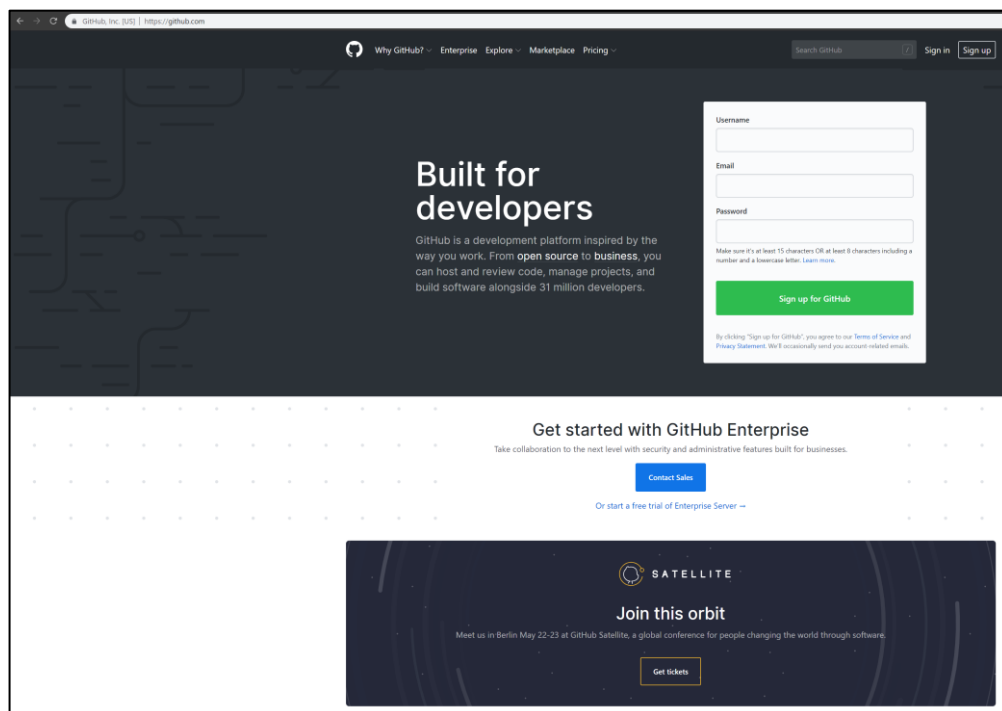 GitHub, Inc. [US] | https://github.com
Why GitHub? Enterprise Explore Marketplace Pricing Search GitHub / Sign in Sign up
Built for
developers
GitHub is a development platform inspired by the
way you work. From open source to business, you
can host and review code, manage projects, and
build software alongside 31 million developers.
Username
Email
Password
Make sure it's at least 15 characters OR at least 8 characters including a
number and a lowercase letter. Learn more.
Sign up for GitHub
By clicking "Sign up for GitHub", you agree to our Terms of Service and
Privacy Statement. We'll occasionally send you account-related emails.
Get started with GitHub Enterprise
Take collaboration to the next level with security and administrative features built for businesses.
Contact Sales
Or start a free trial of Enterprise Server →
SATELLITE
Join this orbit
Meet us in Berlin May 22-23 at GitHub Satellite, a global conference for people changing the world through software.
Get tickets